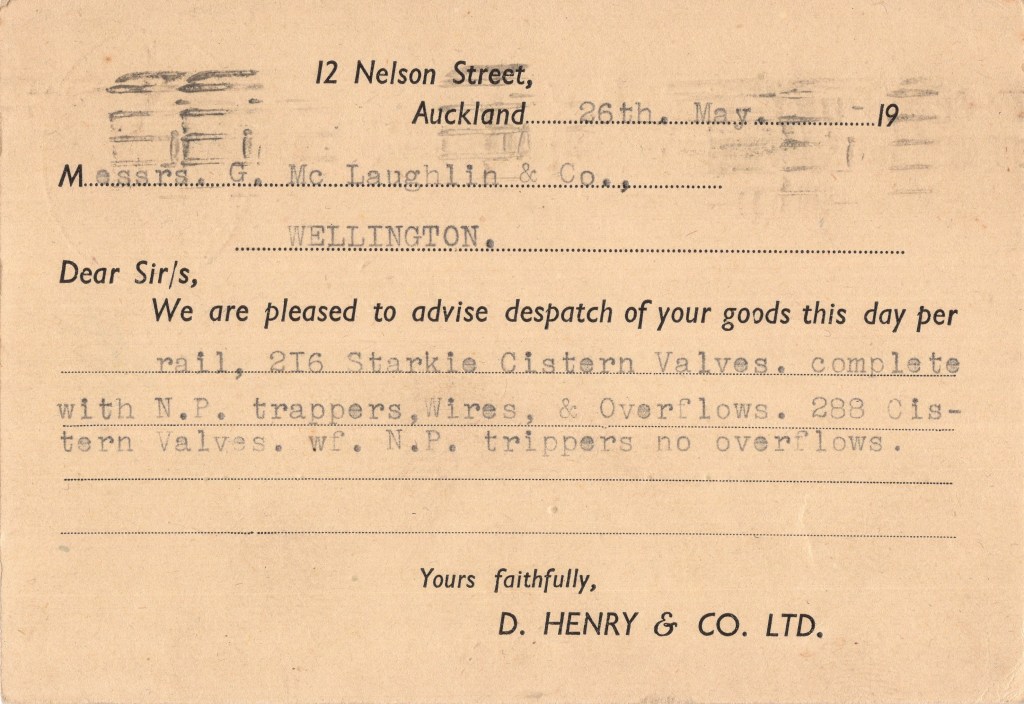 12 Nelson Street,
Auckland 26th. May. 19
Messrs. G. Mc Laughlin & Co.,
WELLINGTON.
Dear Sir/s,
We are pleased to advise despatch of your goods this day per
rail, 2I6 Starkie Cistern Valves. complete
with N.P. trappers,Wires, & Overflows. 288 Cis-
tern Valves. wf. N.P. trippers no overflows.
Yours faithfully,
D. HENRY & CO. LTD.